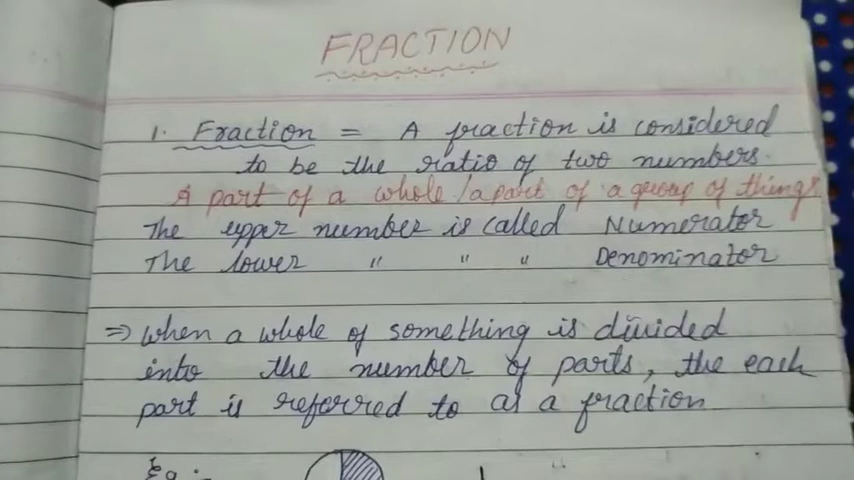 FRACTION
1. Fraction = A fraction is considered
to be the ratio of two numbers.
A part of a whole / a part of a group of things.
The upper number is called Numerator
The lower " " " Denominator
⇒ when a whole of something is divided
into the number of parts, the each
part is referred to as a fraction
Eg :-